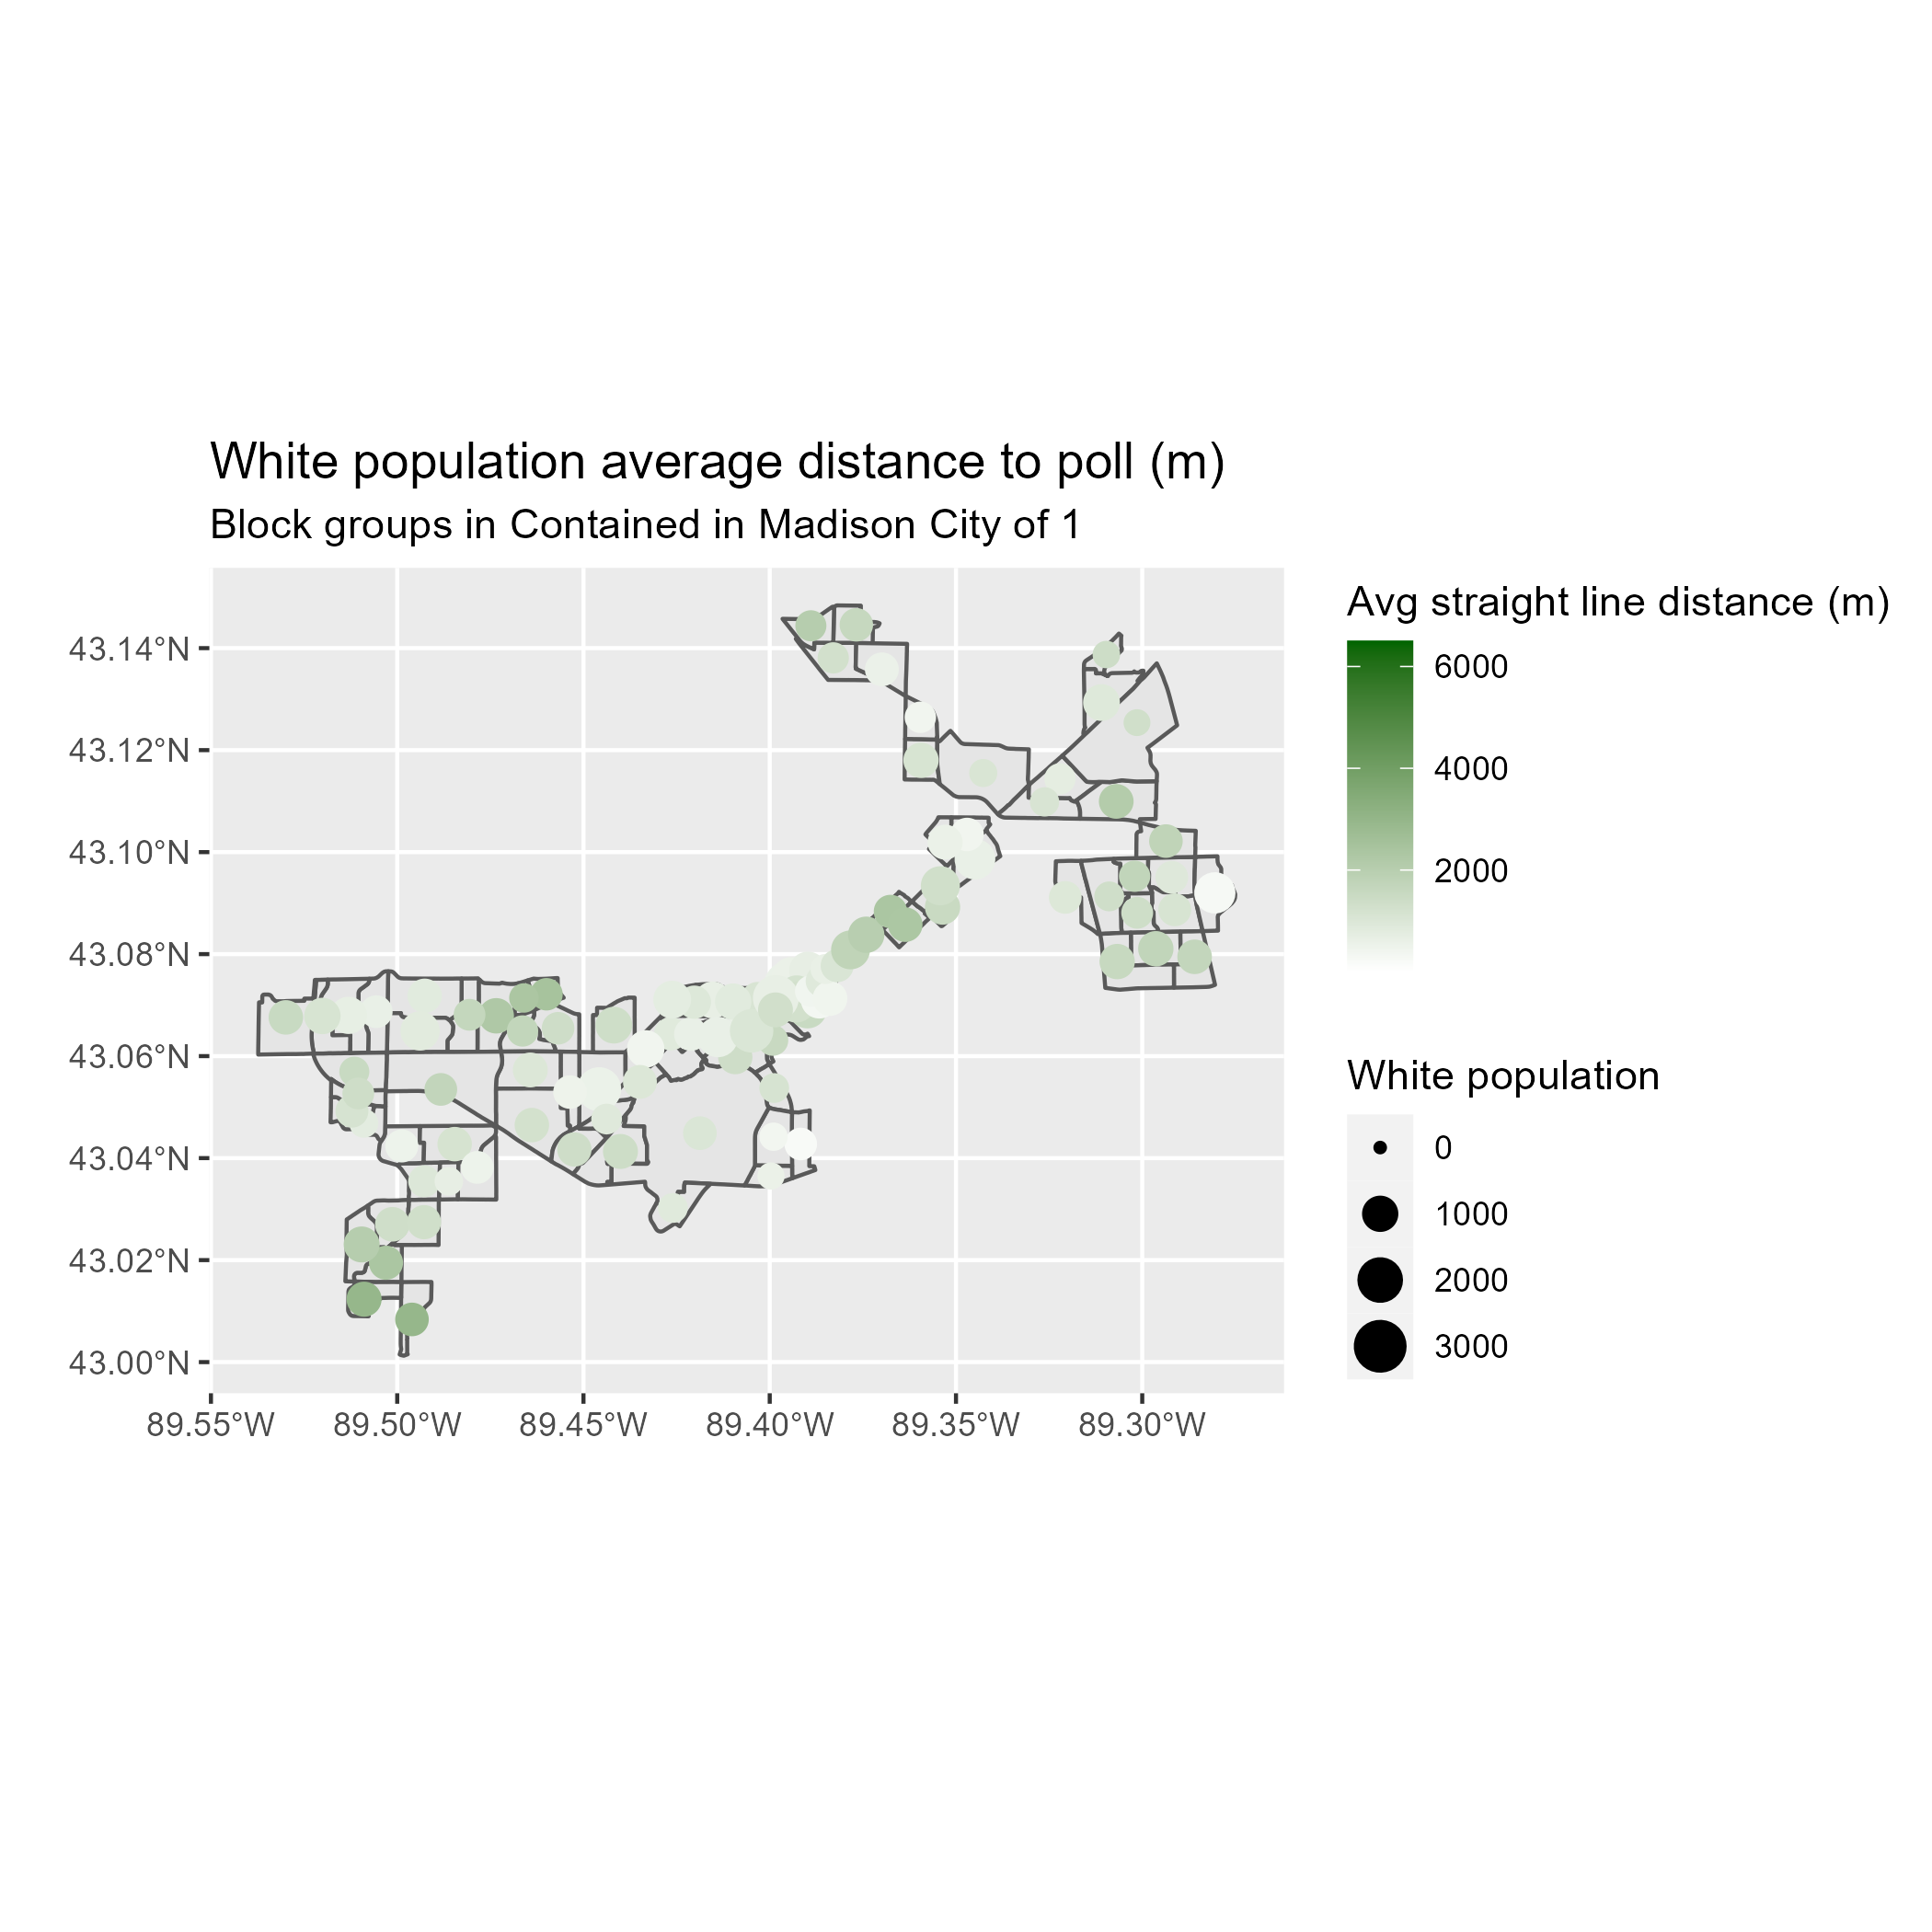 White population average distance to poll (m)
Block groups in Contained in Madison City of 1
43.14°N
43.12°N
43.10°N
43.08°N
43.06°N
43.04°N
43.02°N
43.00°N
89.55°W
89.50°W
89.45°W
89.40°W
89.35°W
89.30°W
Avg straight line distance (m)
6000
4000
2000
White population
0
1000
2000
3000